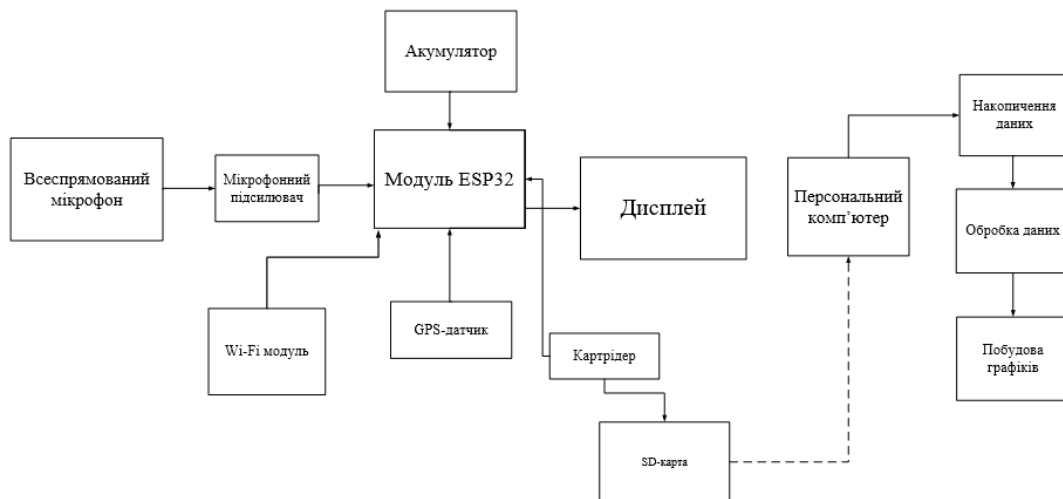 Акумулятор
Всеспрямований
мікрофон
Мікрофонний
підсилювач
Модуль ESP32
Дисплей
Wi-Fi модуль
GPS-датчик
Картрідер
SD-карта
Персональний
комп’ютер
Накопичення
даних
Обробка даних
Побудова
графіків